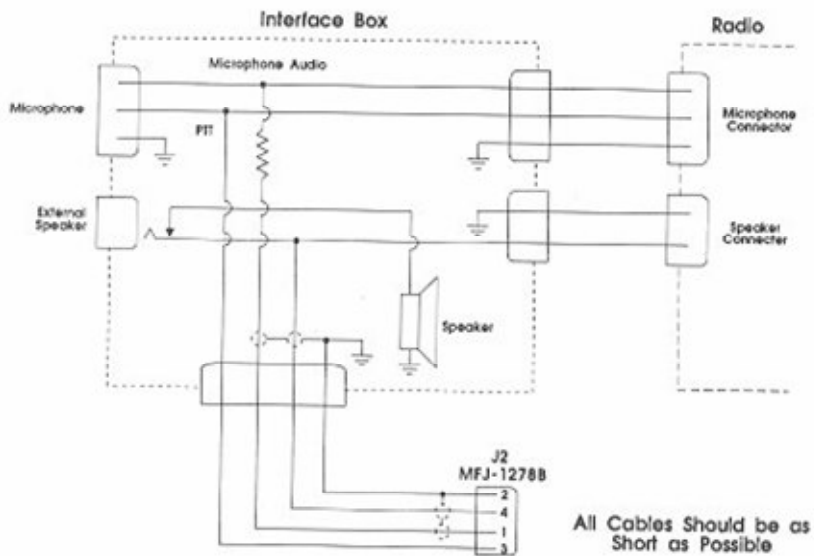 Interface Box
Radio
Microphone Audio
Microphone
PTT
Microphone
Connector
External
Speaker
Speaker
Connecter
Speaker
J2
MFJ-1278B
2
4
1
3
All Cables Should be as
Short as Possible